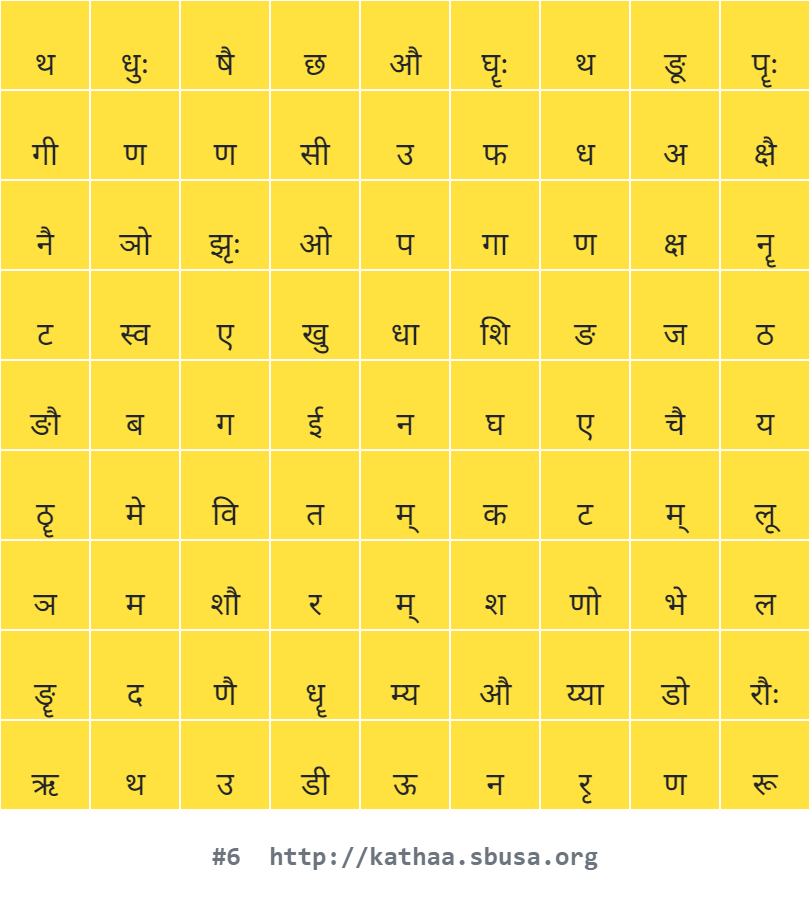 थ धुः षै छ औ घॄः थ ङू पॄः
गी ण ण सी उ फ ध अ क्षै
नै ञो झृः ओ प गा ण क्ष नॄ
ट स्व ए खु धा शि ङ ज ठ
ङौ ब ग ई न घ ए चै य
ठॄ मे वि त म् क ट म् लू
ञ म शौ र म् श णो भे ल
ङॄ द णै धॄ म्य औ य्या डो रौः
ऋ थ उ डी ऊ न रृ ण रू
#6 http://kathaa.sbusa.org